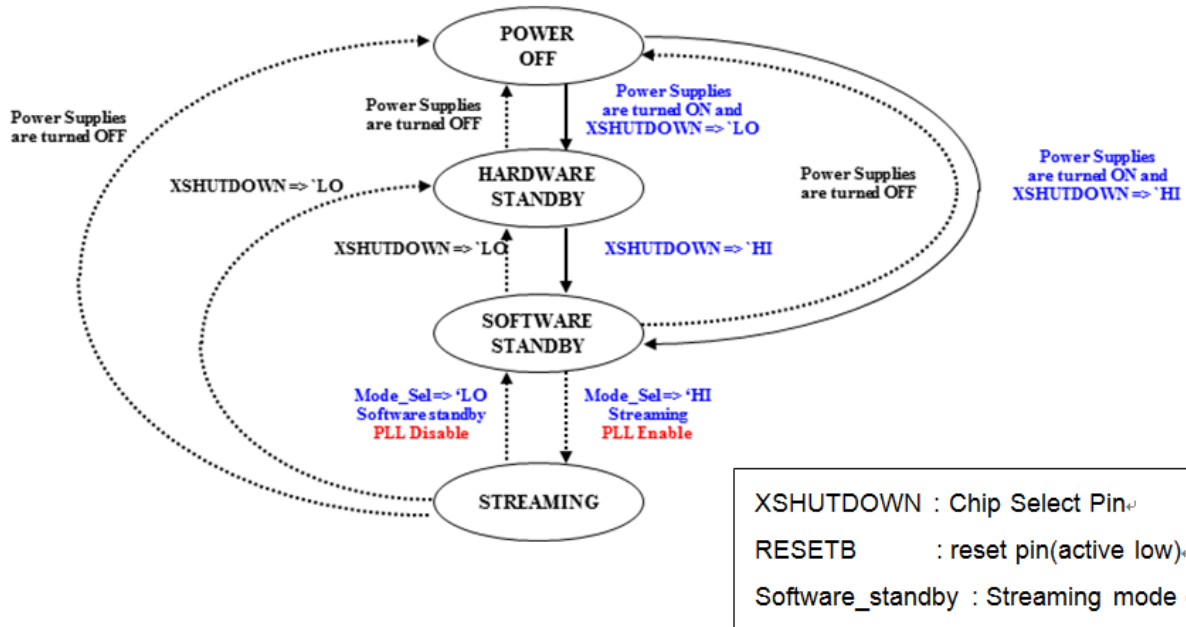 POWER
OFF
Power Supplies
are turned OFF
Power Supplies
are turned OFF
Power Supplies
are turned ON and
XSHUTDOWN => `LO
HARDWARE
STANDBY
XSHUTDOWN => `LO
Power Supplies
are turned OFF
Power Supplies
are turned ON and
XSHUTDOWN => `HI
XSHUTDOWN => `LO
XSHUTDOWN => `HI
SOFTWARE
STANDBY
Mode_Sel=> ‘LO
Software standby
PLL Disable
Mode_Sel=> ‘HI
Streaming
PLL Enable
STREAMING
XSHUTDOWN : Chip Select Pin
RESETB : reset pin(active low)
Software_standby : Streaming mode